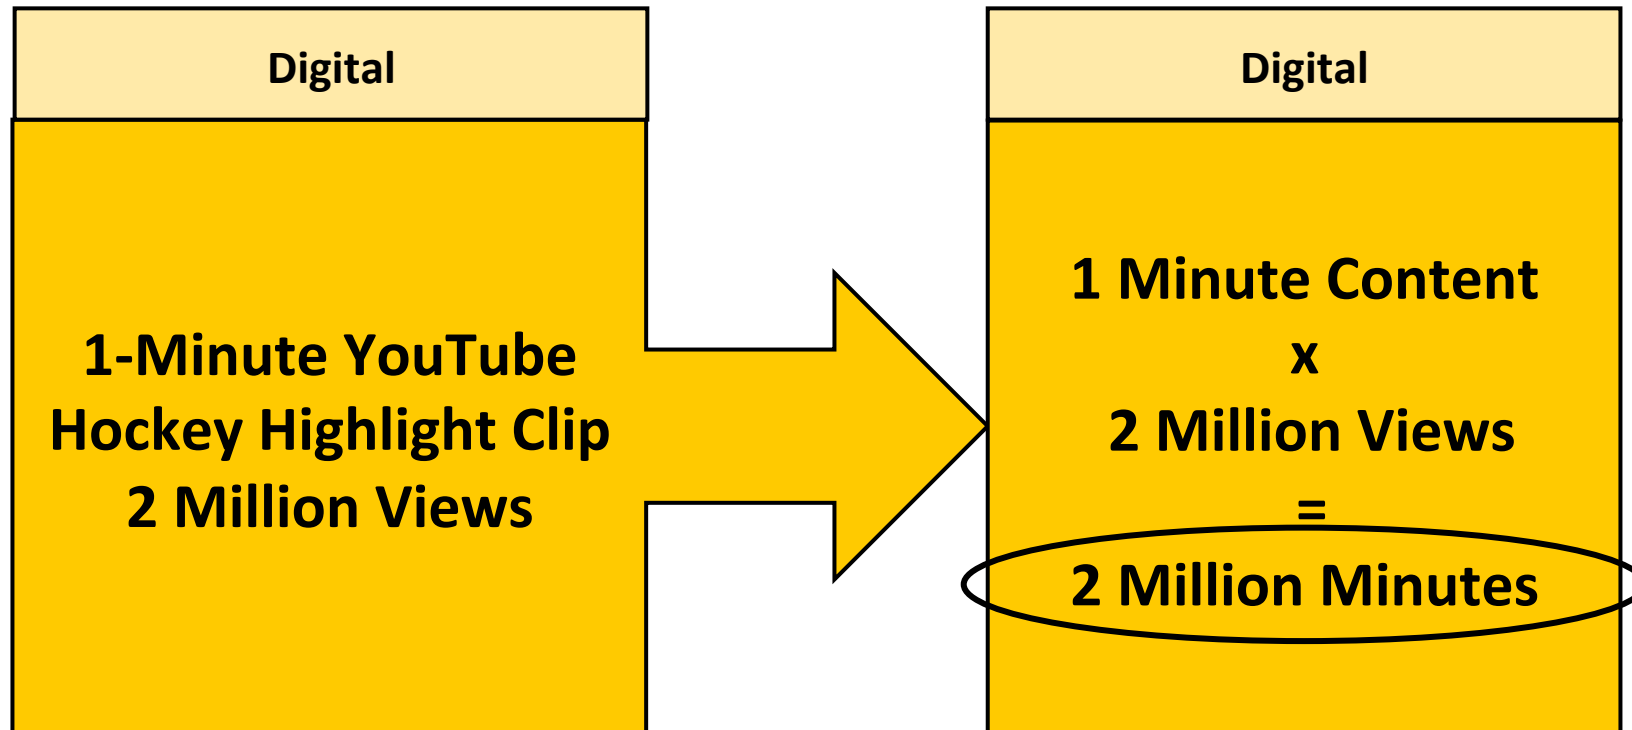 Digital
1-Minute YouTube
Hockey Highlight Clip
2 Million Views
Digital
1 Minute Content
x
2 Million Views
=
2 Million Minutes